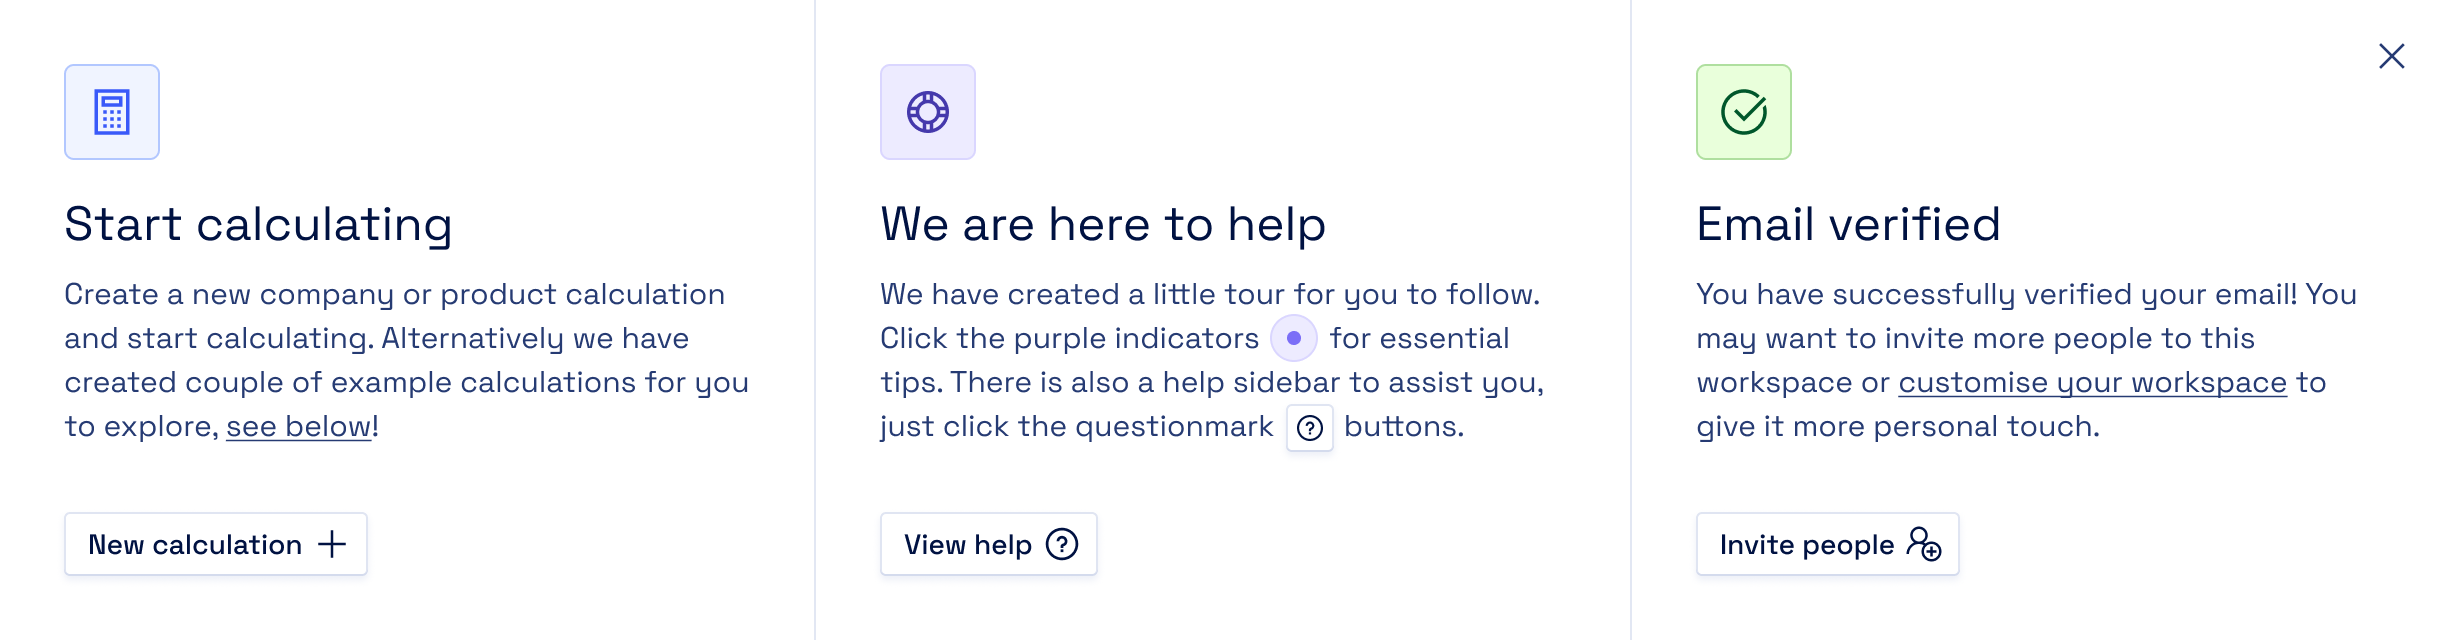 Start calculating
Create a new company or product calculation
and start calculating. Alternatively we have
created couple of example calculations for you
to explore, see below!
New calculation
We are here to help
We have created a little tour for you to follow.
Click the purple indicators for essential
tips. There is also a help sidebar to assist you,
just click the questionmark ? buttons.
View help ?
Email verified
You have successfully verified your email! You
may want to invite more people to this
workspace or customise your workspace to
give it more personal touch.
Invite people